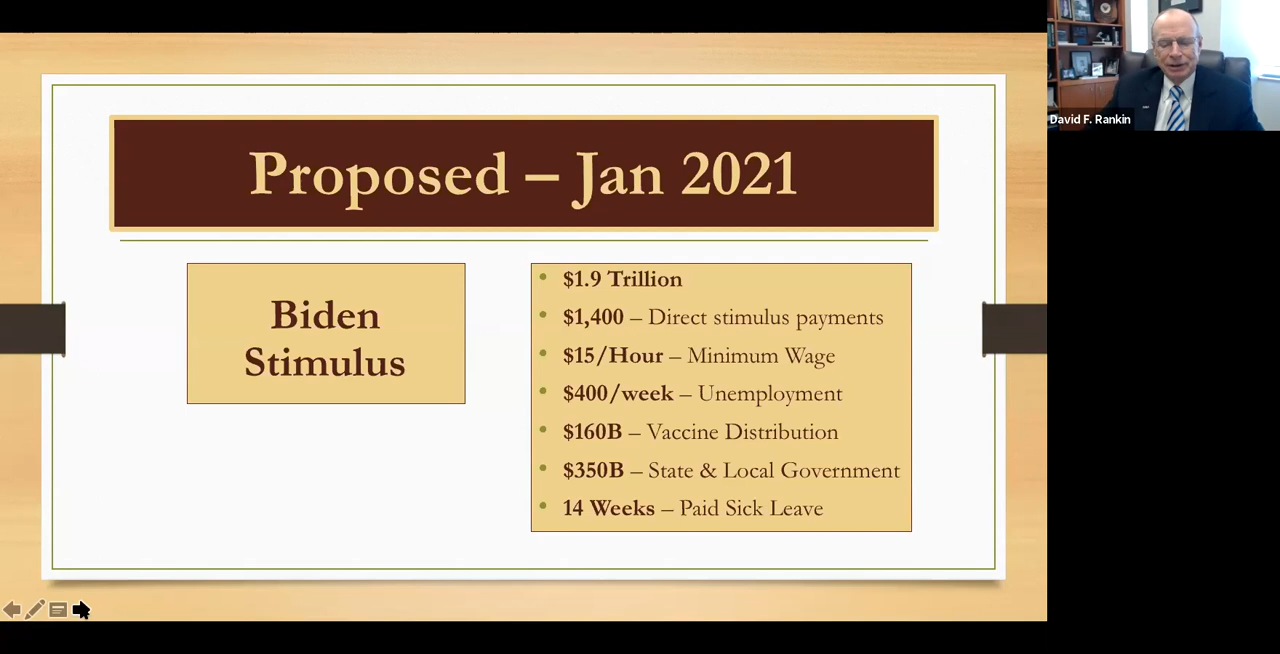 Proposed – Jan 2021
Biden
Stimulus
• $1.9 Trillion
• $1,400 – Direct stimulus payments
• $15/Hour – Minimum Wage
• $400/week – Unemployment
• $160B – Vaccine Distribution
• $350B – State & Local Government
• 14 Weeks – Paid Sick Leave
David F. Rankin